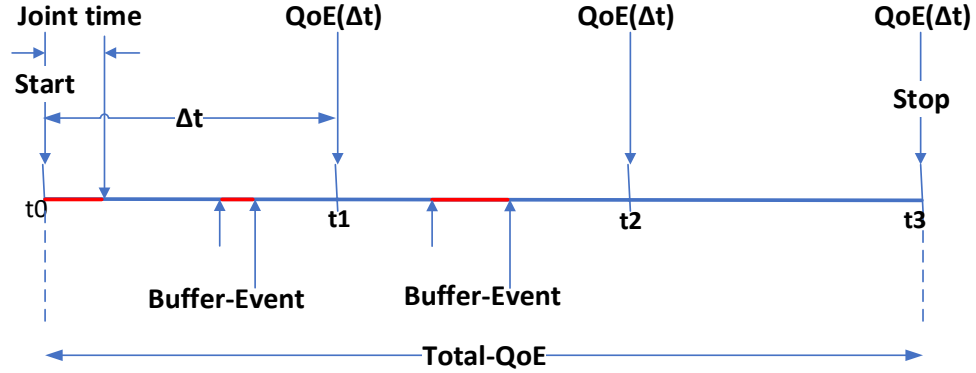 Joint time
QoE(Δt)
QoE(Δt)
QoE(Δt)
Start
Stop
Δt
t0
t1
t2
t3
Buffer-Event
Buffer-Event
Total-QoE